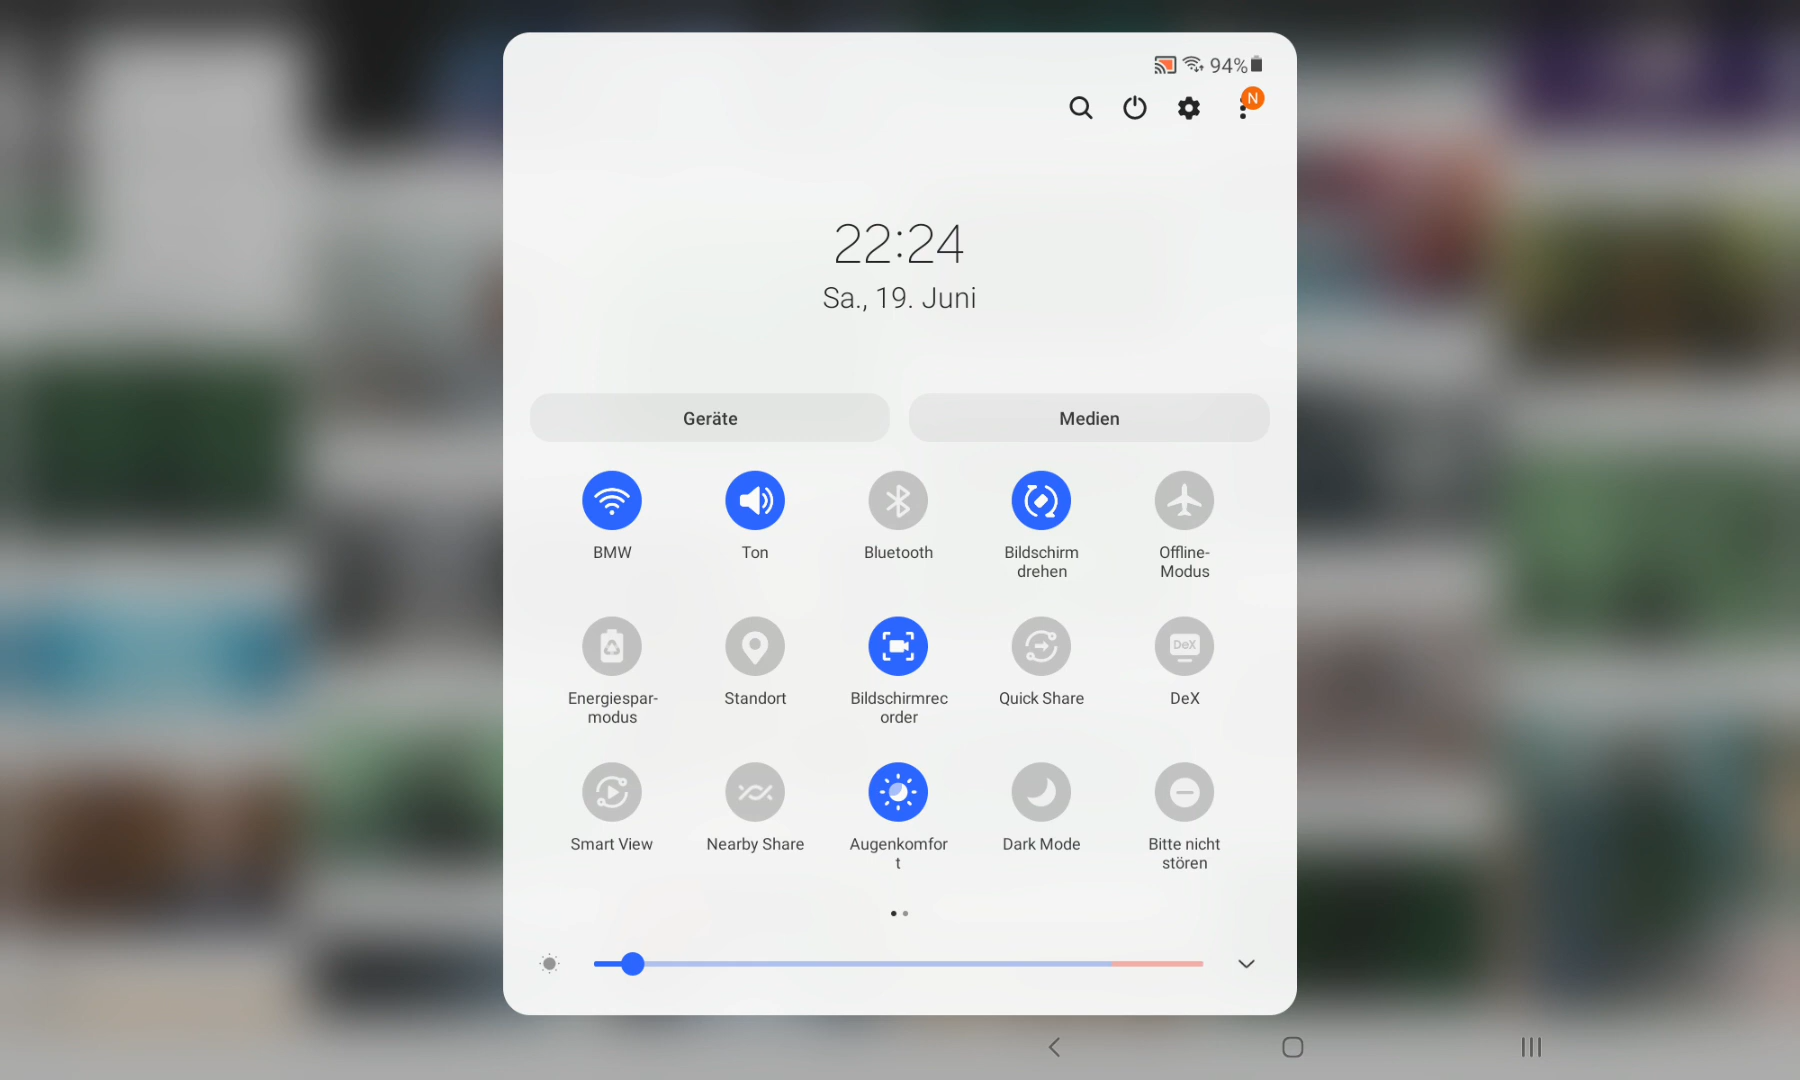 94%
N
22:24
Sa., 19. Juni
Geräte
Medien
BMW
Ton
Bluetooth
Bildschirm
drehen
Offline-
Modus
DeX
Energiespar-
modus
Standort
Bildschirmrec
order
Quick Share
DeX
Smart View
Nearby Share
Augenkomfor
t
Dark Mode
Bitte nicht
stören